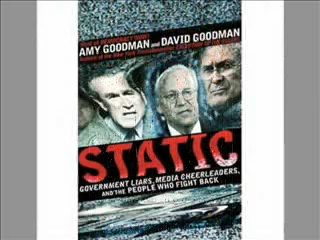 AMY GOODMAN AND DAVID GOODMAN
STATIC
GOVERNMENT LIARS, MEDIA CHEERLEADERS,
AND THE PEOPLE WHO FIGHT BACK